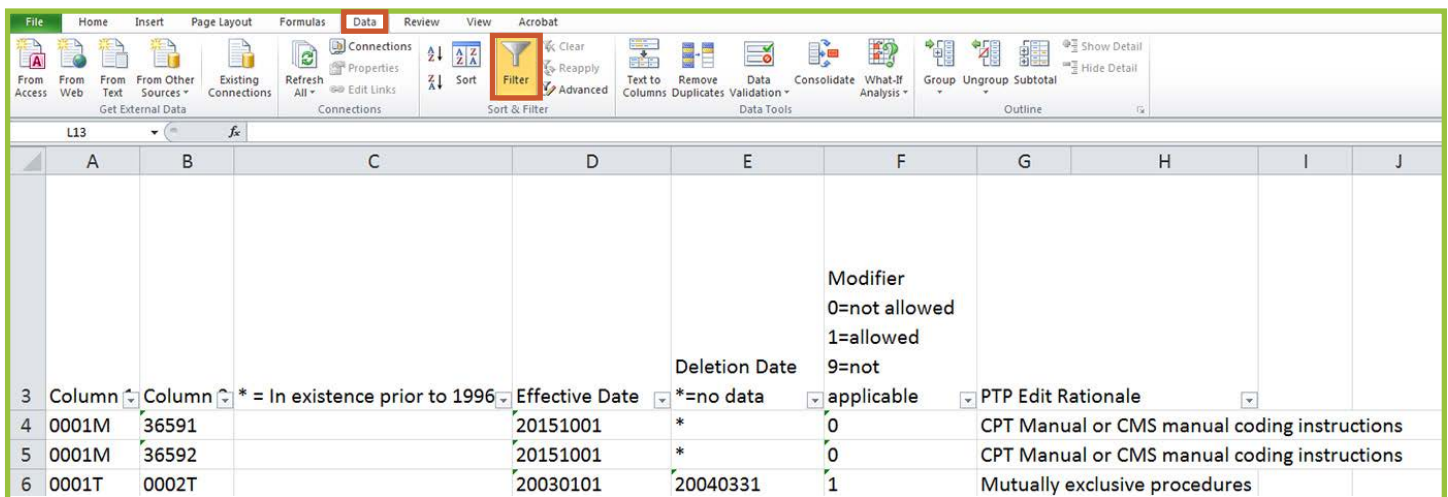 File Home Insert Page Layout Formulas Data Review View Acrobat
From Access
From Web
From Text
From Other Sources
Existing Connections
Get External Data
Refresh All
Connections
Properties
Edit Links
Connections
Sort
Filter
Clear
Reapply
Advanced
Sort & Filter
Text to Columns
Remove Duplicates
Data Validation
Consolidate
What-If Analysis
Data Tools
Group
Ungroup
Subtotal
Show Detail
Hide Detail
Outline
L13 fx
A B C D E F G H I J
Modifier
0=not allowed
1=allowed
Deletion Date 9=not
3 Column Column * = In existence prior to 1996 Effective Date *=no data applicable PTP Edit Rationale
4 0001M 36591 20151001 * 0 CPT Manual or CMS manual coding instructions
5 0001M 36592 20151001 * 0 CPT Manual or CMS manual coding instructions
6 0001T 0002T 20030101 20040331 1 Mutually exclusive procedures